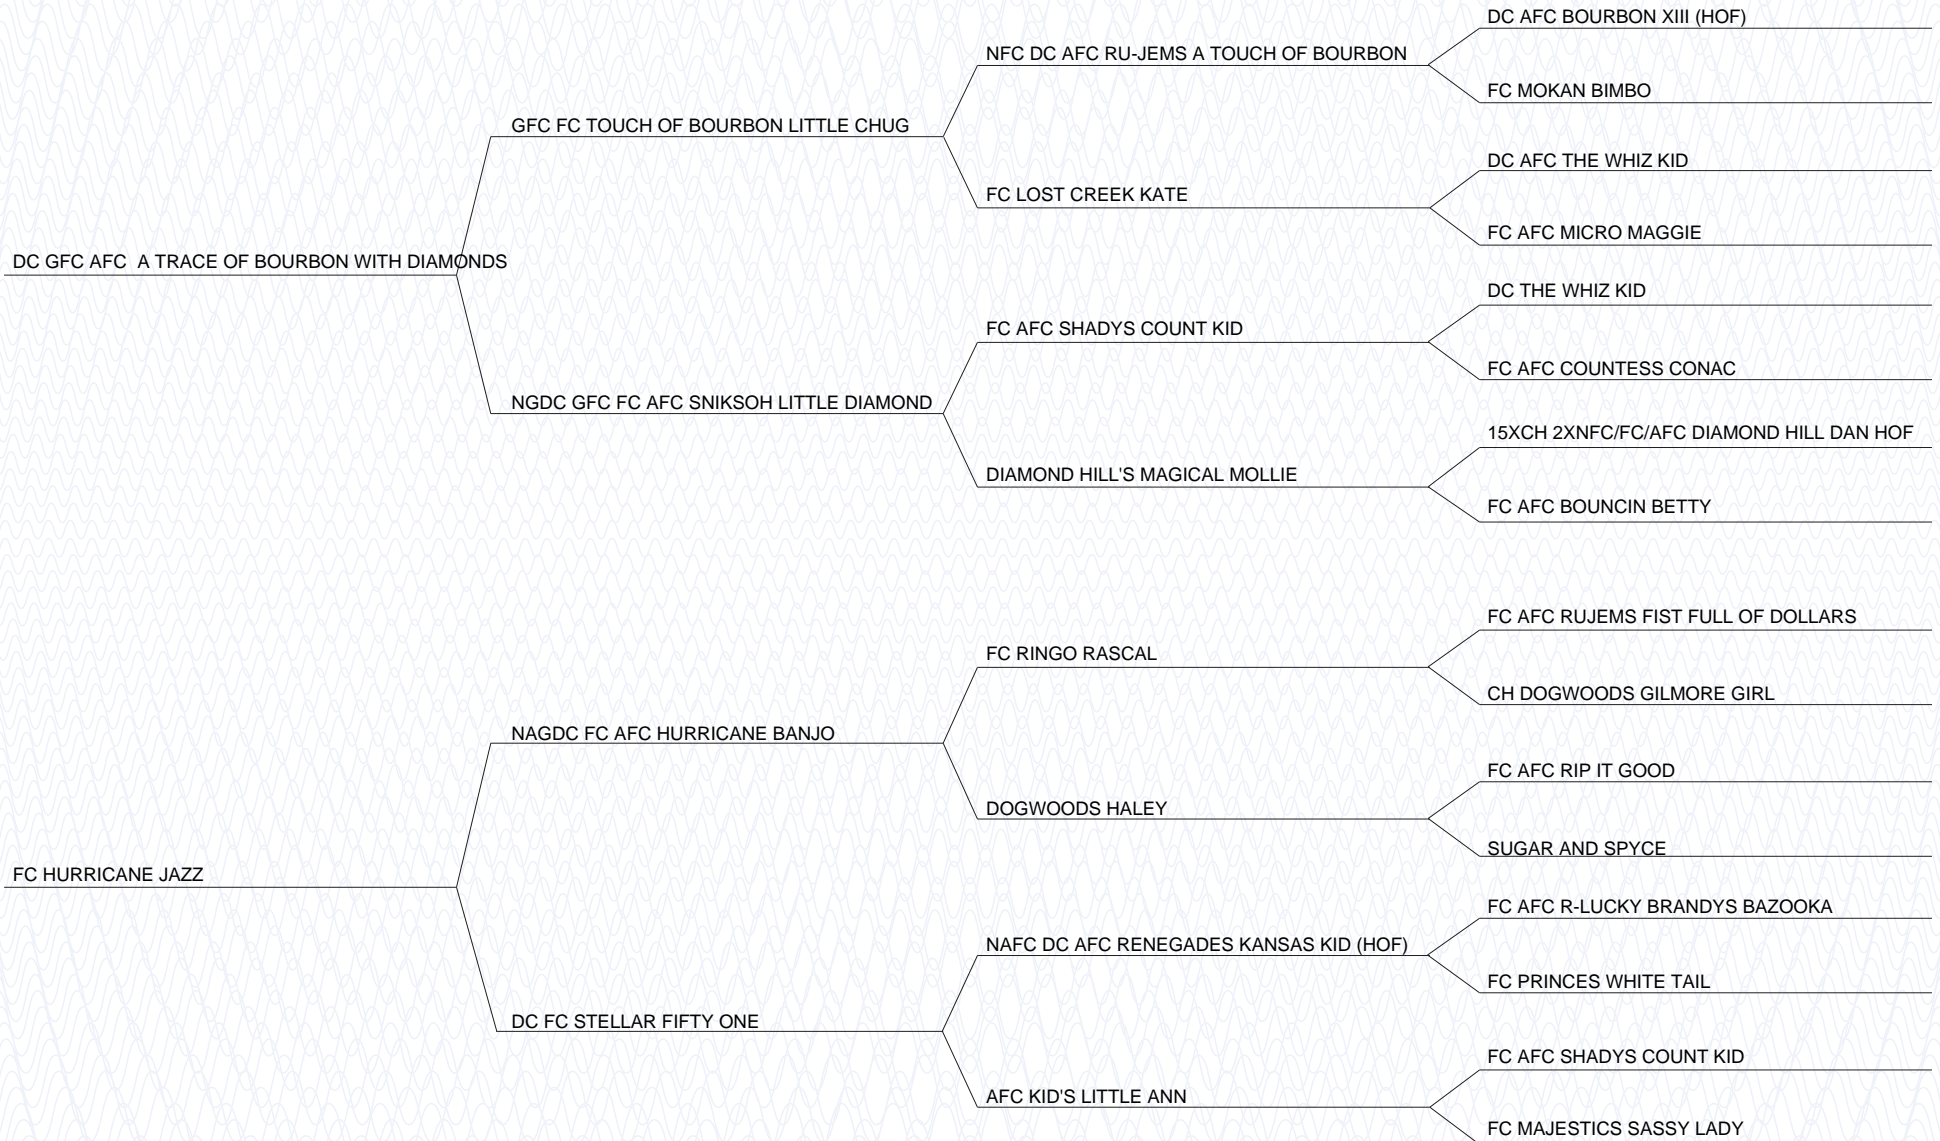 DC AFC BOURBON XIII (HOF)
NFC DC AFC RU-JEMS A TOUCH OF BOURBON
FC MOKAN BIMBO
GFC FC TOUCH OF BOURBON LITTLE CHUG
DC AFC THE WHIZ KID
FC LOST CREEK KATE
FC AFC MICRO MAGGIE
DC GFC AFC  A TRACE OF BOURBON WITH DIAMONDS
DC THE WHIZ KID
FC AFC SHADYS COUNT KID
FC AFC COUNTESS CONAC
NGDC GFC FC AFC SNIKSOH LITTLE DIAMOND
15XCH 2XNFC/FC/AFC DIAMOND HILL DAN HOF
DIAMOND HILL'S MAGICAL MOLLIE
FC AFC BOUNCIN BETTY
FC AFC RUJEMS FIST FULL OF DOLLARS
FC RINGO RASCAL
CH DOGWOODS GILMORE GIRL
NAGDC FC AFC HURRICANE BANJO
FC AFC RIP IT GOOD
DOGWOODS HALEY
SUGAR AND SPYCE
FC HURRICANE JAZZ
FC AFC R-LUCKY BRANDYS BAZOOKA
NAFC DC AFC RENEGADES KANSAS KID (HOF)
FC PRINCES WHITE TAIL
DC FC STELLAR FIFTY ONE
FC AFC SHADYS COUNT KID
AFC KID'S LITTLE ANN
FC MAJESTICS SASSY LADY